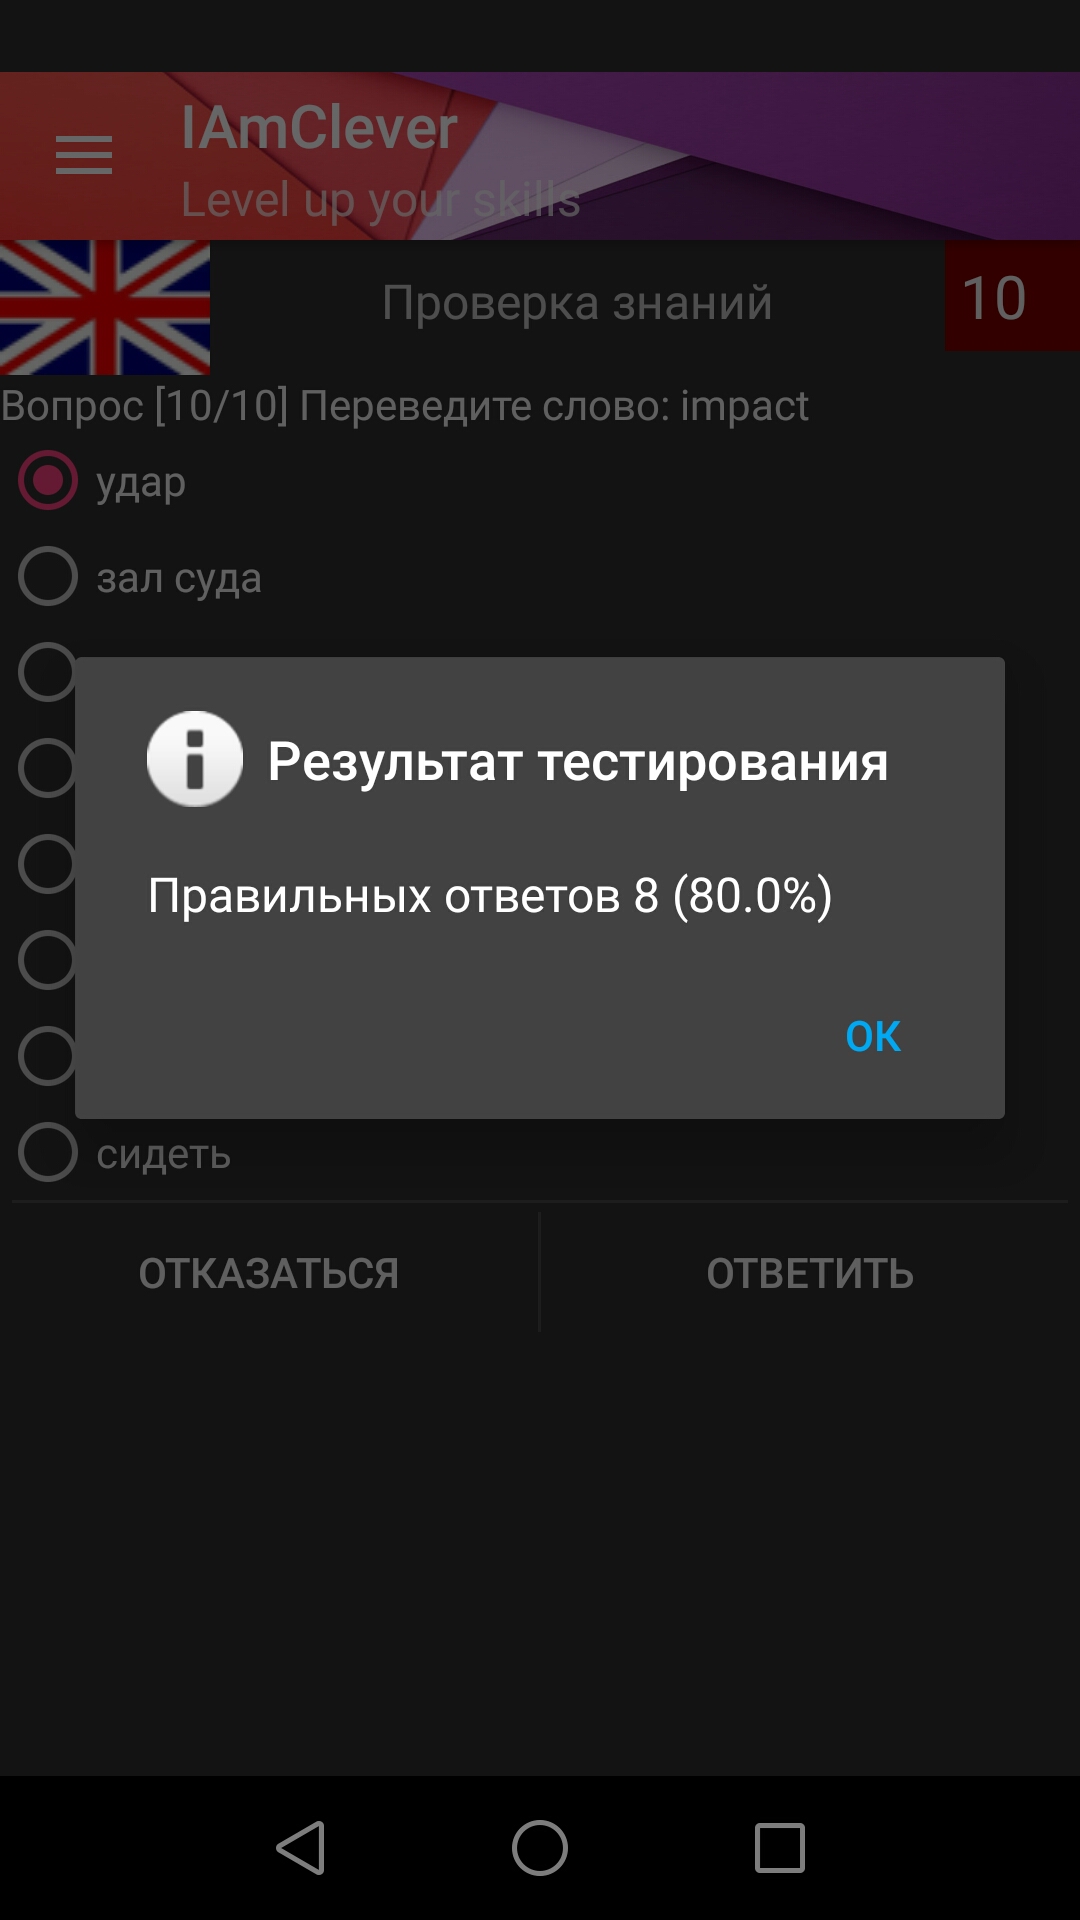 IAmClever
Level up your skills
Проверка знаний
10
Вопрос [10/10] Переведите слово: impact
удар
зал суда
Результат тестирования
Правильных ответов 8 (80.0%)
ОК
сидеть
ОТКАЗАТЬСЯ
ОТВЕТИТЬ